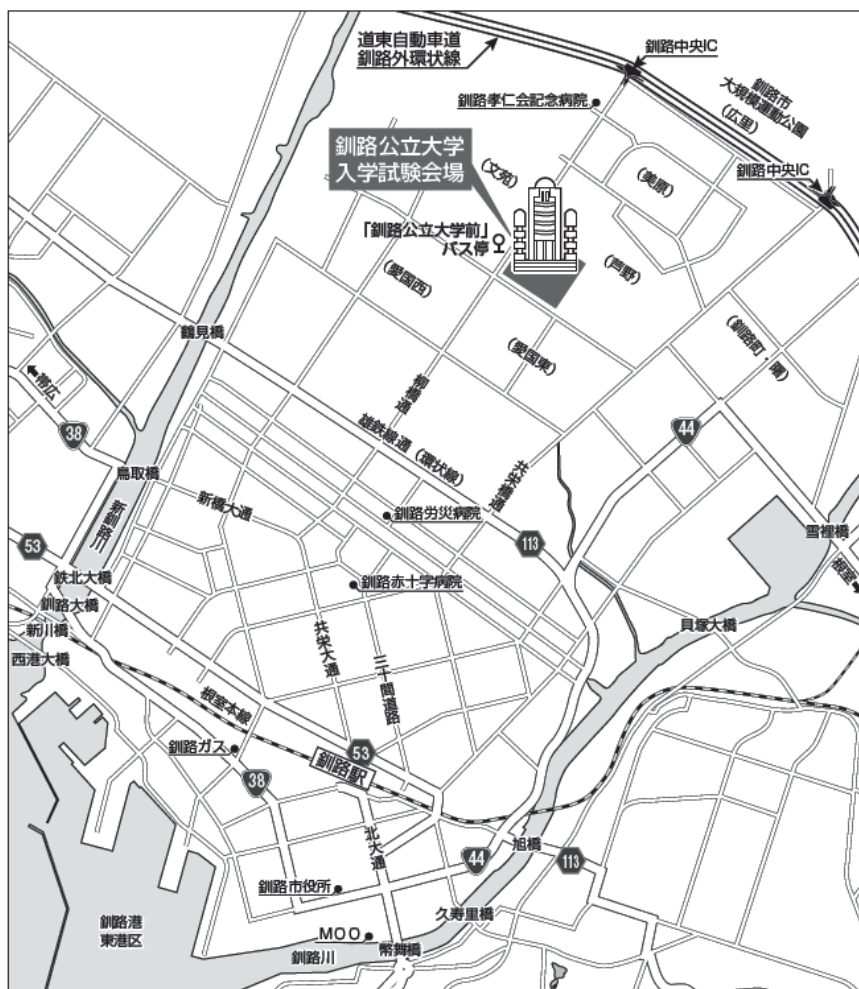 道東自動車道
釧路外環状線
釧路中央IC
釧路市
大規模運動公園
(広里)
釧路孝仁会記念病院
釧路公立大学
入学試験会場
(文苑)
(美原)
釧路中央IC
「釧路公立大学前」
バス停
(愛国西)
(芦野)
鶴見橋
(愛国東)
(釧路町・陽)
帯広
38
柳橋通
雄鉄線通(環状線)
共栄橋通
44
鳥取橋
新橋大通
新釧路川
釧路労災病院
113
53
雪裡橋
根室
鉄北大橋
釧路大橋
新川橋
西港大橋
釧路赤十字病院
貝塚大橋
共栄大通
三十間道路
根室本線
釧路ガス
53
釧路駅
38
北大通
44
旭橋
113
釧路市役所
久寿里橋
釧路港
東港区
MOO
釧路川
幣舞橋